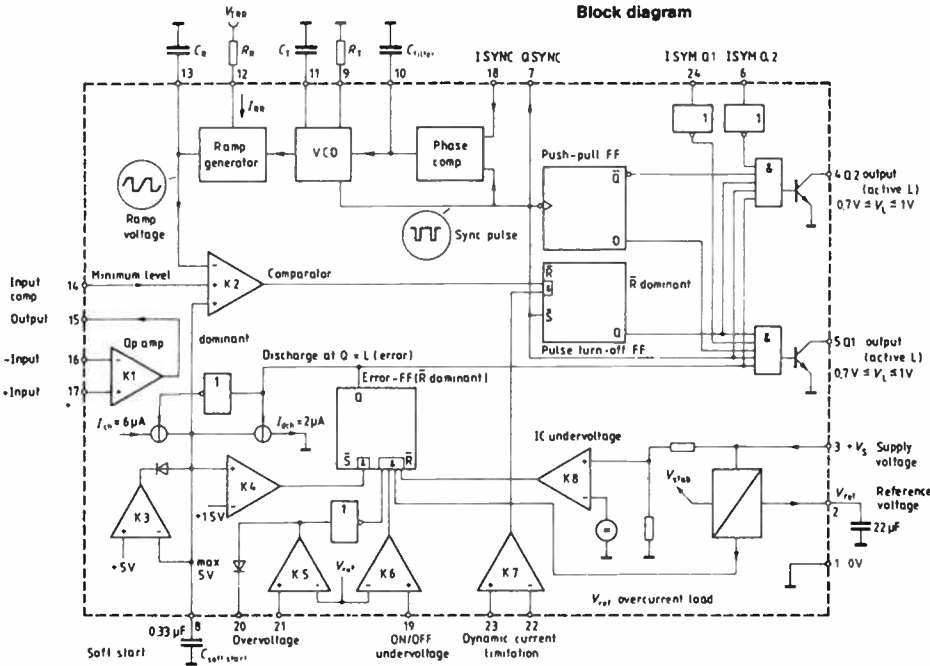 Block diagram
V_IRR
C_R
R_R
C_T
R_T
C_filter
ISYNC QSYNC
ISYM Q1 ISYM Q2
13
12
11
9
10
18
7
24
6
I_RR
Ramp generator
VCO
Phase comp.
Push-pull FF
Q̅
Q
1
1
&
4 Q2 output
(active L)
0,7V ≤ V_L ≤ 1V
Ramp voltage
Sync pulse
Input comp
14
Minimum level
K2
Comparator
R̅
&
R̅ dominant
S̅
Q
Pulse turn-off FF
Output
15
Op amp
dominant
-Input
16
K1
+Input
17
Discharge at Q = L (error)
Error-FF (R̅ dominant)
1
Q
S̅
&
&
R̅
&
5 Q1 output
(active L)
0,7V ≤ V_L ≤ 1V
I_ch = 6µA
I_dch = 2µA
IC undervoltage
K8
=
3 +V_S
Supply voltage
V_stab
V_ref
2
Reference voltage
22 µF
K3
+5V
K4
+1.5V
1
max 5V
K5
V_ref
K6
K7
1 0V
V_ref overcurrent load
0.33 µF
8
20
21
19
23
22
Soft start
C_soft start
Overvoltage
ON/OFF undervoltage
Dynamic current limitation